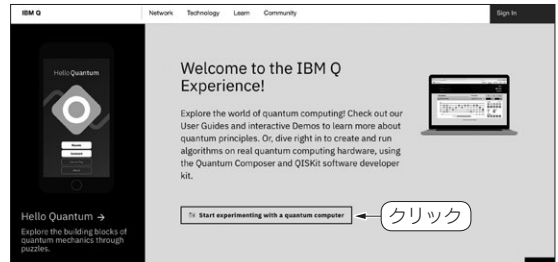 IBM Q
Network Technology Learn Community
Sign In
Hello Quantum
Hello Quantum →
Explore the building blocks of
quantum mechanics through
puzzles.
Welcome to the IBM Q
Experience!
Explore the world of quantum computing! Check out our
User Guides and interactive Demos to learn more about
quantum principles. Or, dive right in to create and run
algorithms on real quantum computing hardware, using
the Quantum Composer and QISKit software developer
kit.
Start experimenting with a quantum computer
クリック